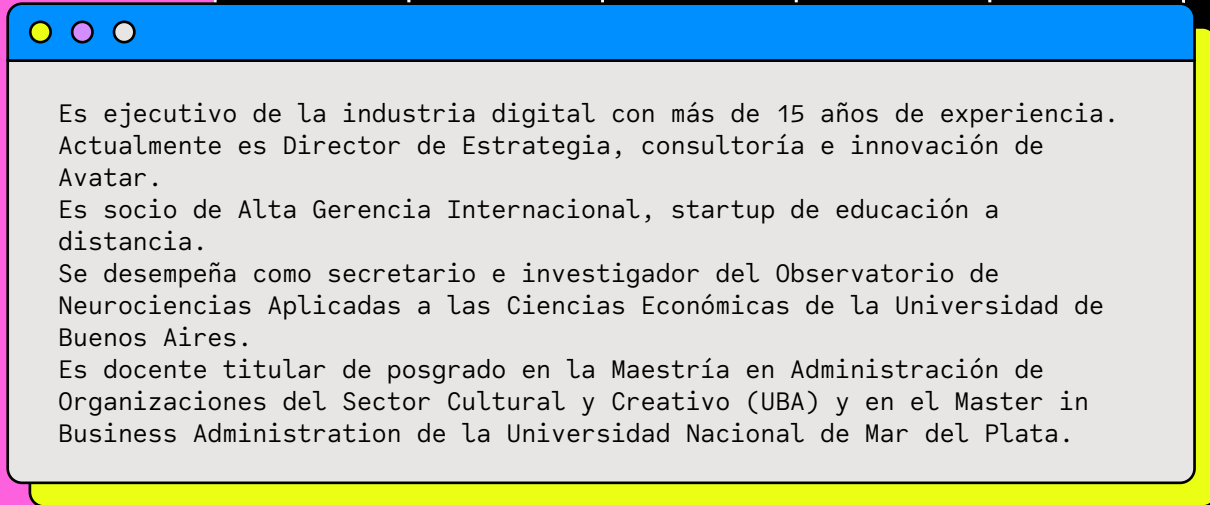 Es ejecutivo de la industria digital con más de 15 años de experiencia.
Actualmente es Director de Estrategia, consultoría e innovación de
Avatar.
Es socio de Alta Gerencia Internacional, startup de educación a
distancia.
Se desempeña como secretario e investigador del Observatorio de
Neurociencias Aplicadas a las Ciencias Económicas de la Universidad de
Buenos Aires.
Es docente titular de posgrado en la Maestría en Administración de
Organizaciones del Sector Cultural y Creativo (UBA) y en el Master in
Business Administration de la Universidad Nacional de Mar del Plata.